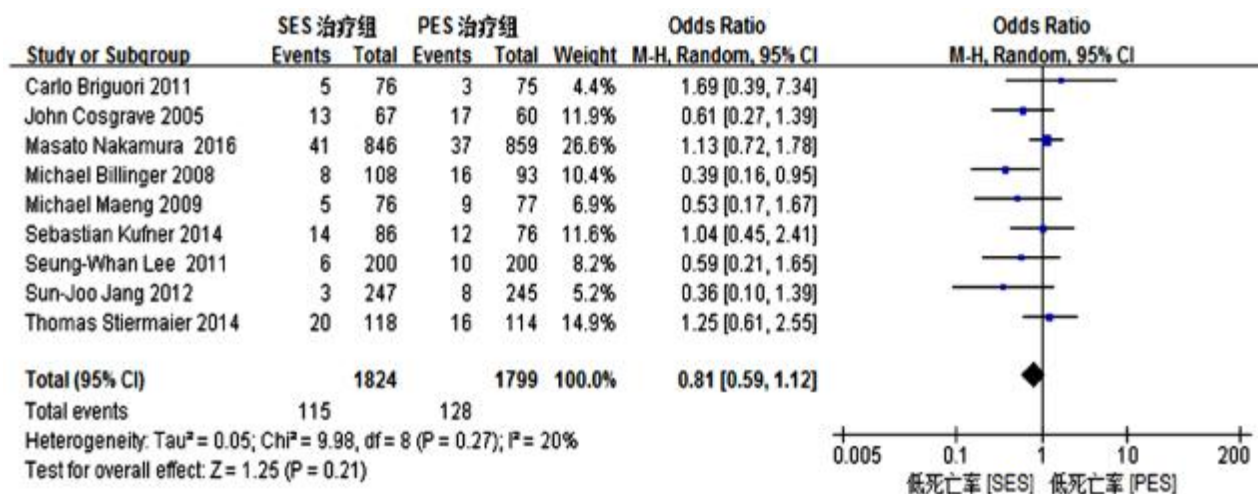 SES 治疗组 PES 治疗组 Odds Ratio Odds Ratio
Study or Subgroup Events Total Events Total Weight M-H, Random, 95% CI M-H, Random, 95% CI
Carlo Briguori 2011 5 76 3 75 4.4% 1.69 [0.39, 7.34]
John Cosgrave 2005 13 67 17 60 11.9% 0.61 [0.27, 1.39]
Masato Nakamura 2016 41 846 37 859 26.6% 1.13 [0.72, 1.78]
Michael Billinger 2008 8 108 16 93 10.4% 0.39 [0.16, 0.95]
Michael Maeng 2009 5 76 9 77 6.9% 0.53 [0.17, 1.67]
Sebastian Kufner 2014 14 86 12 76 11.6% 1.04 [0.45, 2.41]
Seung-Whan Lee 2011 6 200 10 200 8.2% 0.59 [0.21, 1.65]
Sun-Joo Jang 2012 3 247 8 245 5.2% 0.36 [0.10, 1.39]
Thomas Stiermaier 2014 20 118 16 114 14.9% 1.25 [0.61, 2.55]
Total (95% CI) 1824 1799 100.0% 0.81 [0.59, 1.12]
Total events 115 128
Heterogeneity: Tau² = 0.05; Chi² = 9.98, df = 8 (P = 0.27); I² = 20%
Test for overall effect: Z = 1.25 (P = 0.21)
0.005 0.1 1 10 200
低死亡率 [SES] 低死亡率 [PES]